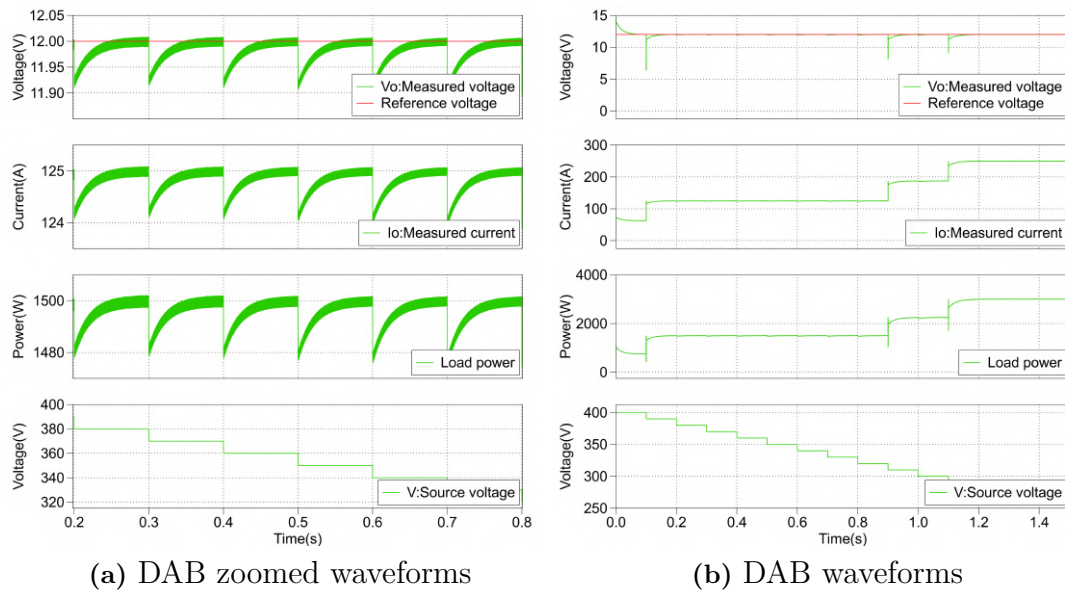 12.05
12.00
11.95
11.90
Voltage(V)
Vo:Measured voltage
Reference voltage
125
124
Current(A)
Io:Measured current
1500
1480
Power(W)
Load power
400
380
360
340
320
Voltage(V)
V:Source voltage
0.2 0.3 0.4 0.5 0.6 0.7 0.8
Time(s)
(a) DAB zoomed waveforms
15
10
5
0
Voltage(V)
Vo:Measured voltage
Reference voltage
300
200
100
0
Current(A)
Io:Measured current
4000
2000
0
Power(W)
Load power
400
350
300
250
Voltage(V)
V:Source voltage
0.0 0.2 0.4 0.6 0.8 1.0 1.2 1.4
Time(s)
(b) DAB waveforms